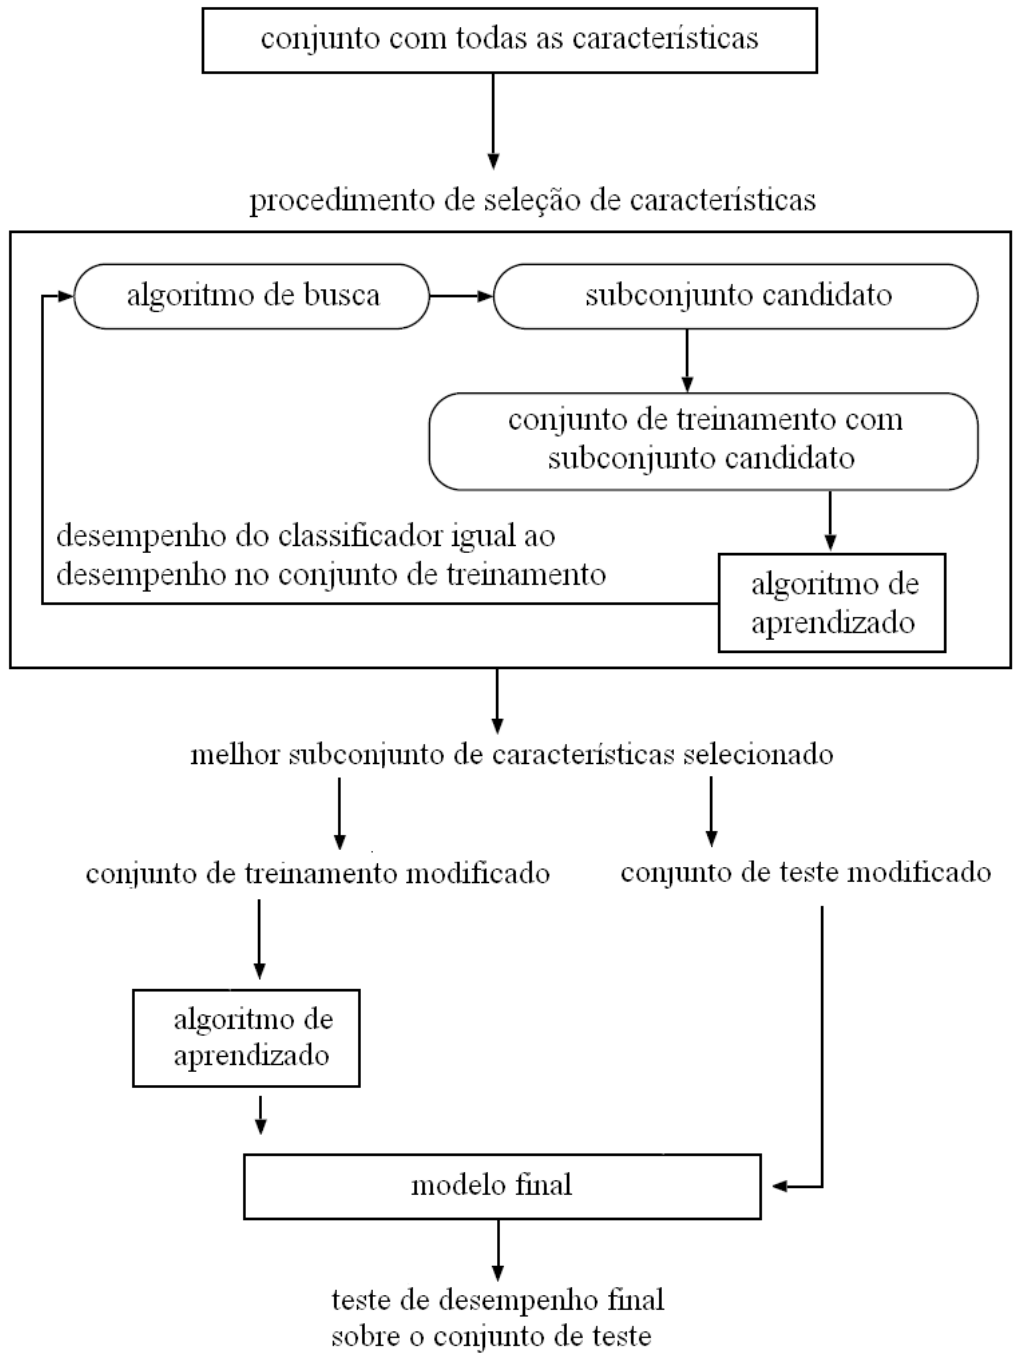 conjunto com todas as características
procedimento de seleção de características
algoritmo de busca
subconjunto candidato
conjunto de treinamento com
subconjunto candidato
desempenho do classificador igual ao
desempenho no conjunto de treinamento
algoritmo de
aprendizado
melhor subconjunto de características selecionado
conjunto de treinamento modificado
conjunto de teste modificado
algoritmo de
aprendizado
modelo final
teste de desempenho final
sobre o conjunto de teste